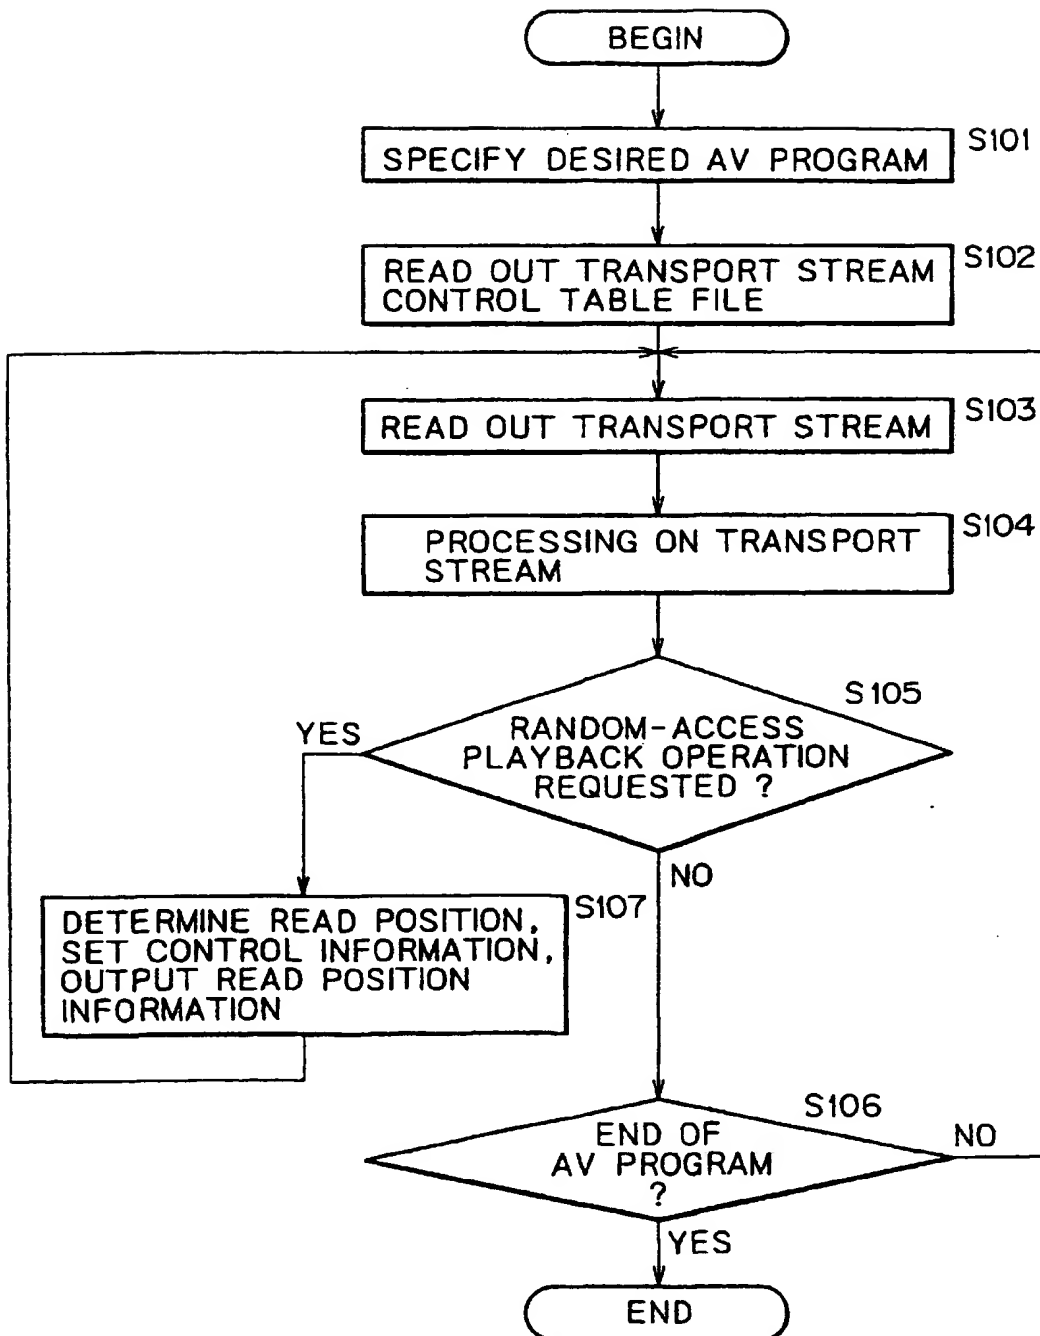 BEGIN
SPECIFY DESIRED AV PROGRAM
S101
READ OUT TRANSPORT STREAM
CONTROL TABLE FILE
S102
READ OUT TRANSPORT STREAM
S103
PROCESSING ON TRANSPORT
STREAM
S104
RANDOM-ACCESS
PLAYBACK OPERATION
REQUESTED ?
S105
YES
NO
DETERMINE READ POSITION,
SET CONTROL INFORMATION,
OUTPUT READ POSITION
INFORMATION
S107
END OF
AV PROGRAM
?
S106
NO
YES
END